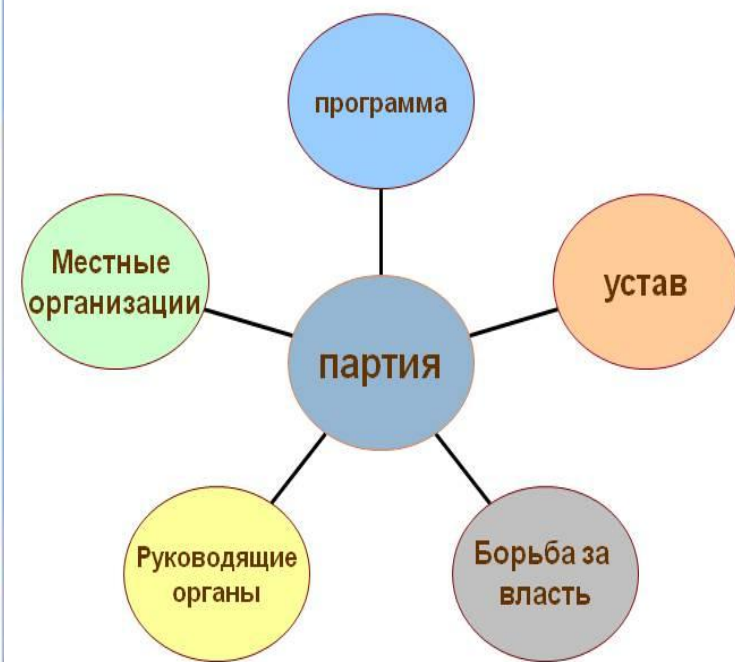 программа
Местные
организации
устав
партия
Руководящие
органы
Борьба за
власть